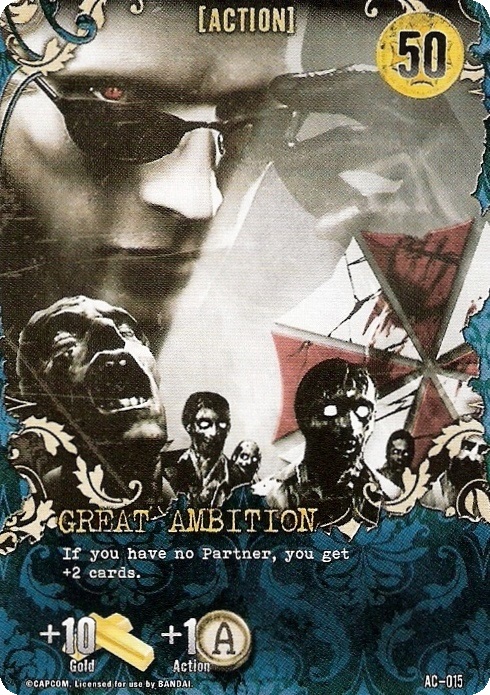 [ACTION]
50
GREAT AMBITION
If you have no Partner, you get
+2 cards.
+10
Gold
+1 A
Action
©CAPCOM, Licensed for use by BANDAI.
AC-015